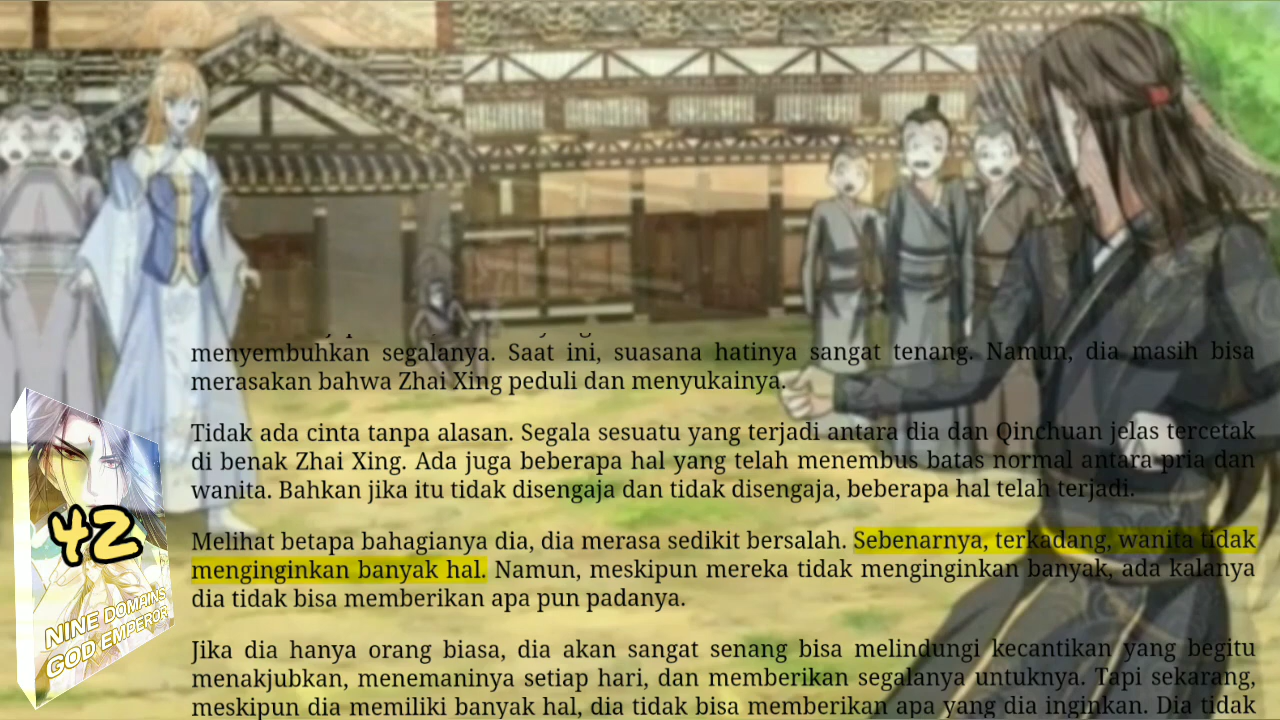 menyembuhkan segalanya. Saat ini, suasana hatinya sangat tenang. Namun, dia masih bisa
merasakan bahwa Zhai Xing peduli dan menyukainya.
Tidak ada cinta tanpa alasan. Segala sesuatu yang terjadi antara dia dan Qinchuan jelas tercetak
di benak Zhai Xing. Ada juga beberapa hal yang telah menembus batas normal antara pria dan
wanita. Bahkan jika itu tidak disengaja dan tidak disengaja, beberapa hal telah terjadi.
Melihat betapa bahagianya dia, dia merasa sedikit bersalah. Sebenarnya, terkadang, wanita tidak
menginginkan banyak hal. Namun, meskipun mereka tidak menginginkan banyak, ada kalanya
dia tidak bisa memberikan apa pun padanya.
Jika dia hanya orang biasa, dia akan sangat senang bisa melindungi kecantikan yang begitu
menakjubkan, menemaninya setiap hari, dan memberikan segalanya untuknya. Tapi sekarang,
meskipun dia memiliki banyak hal, dia tidak bisa memberikan apa yang dia inginkan. Dia tidak
42
NINE DOMAINS
GOD EMPEROR